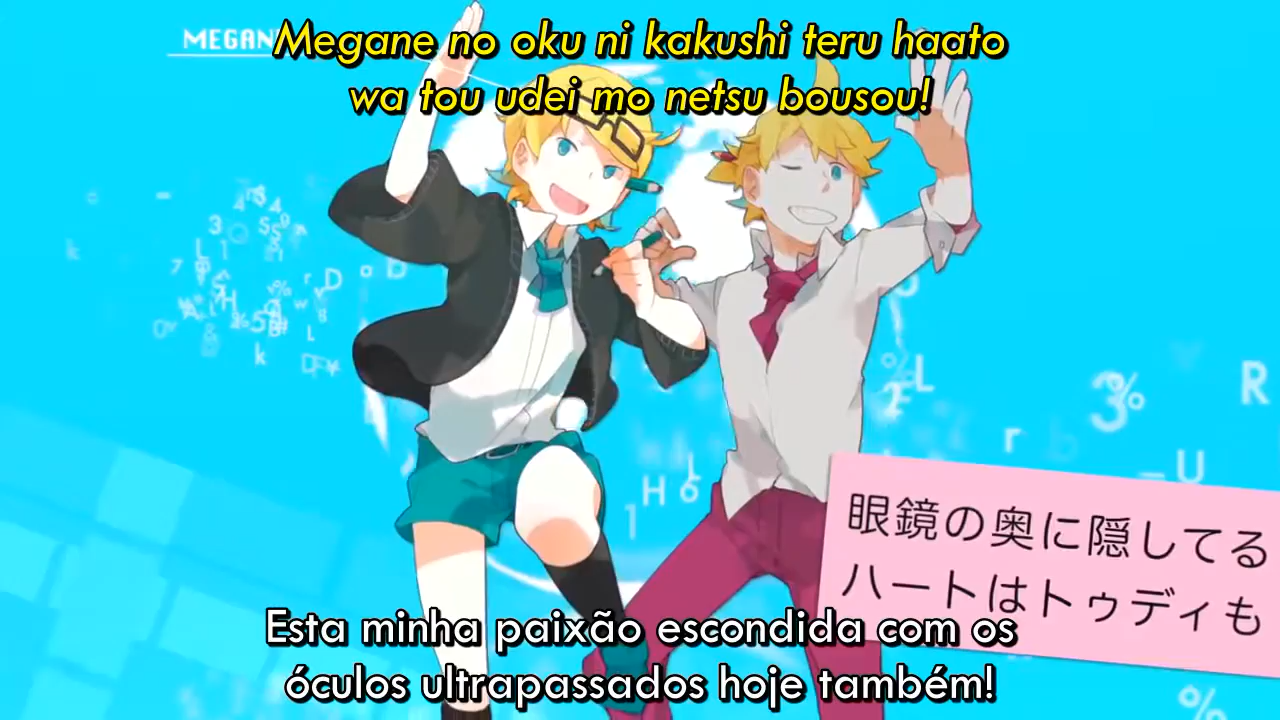 MEGAN
Megane no oku ni kakushi teru haato
wa tou udei mo netsu bousou!
眼鏡の奥に隠してる
ハートはトゥディも
Esta minha paixão escondida com os
óculos ultrapassados hoje também!